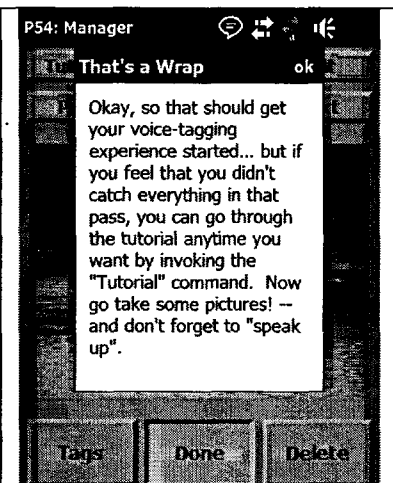 P54: Manager
That's a Wrap ok
Okay, so that should get
your voice-tagging
experience started... but if
you feel that you didn't
catch everything in that
pass, you can go through
the tutorial anytime you
want by invoking the
"Tutorial" command.  Now
go take some pictures! --
and don't forget to "speak
up".
Tags Done Delete